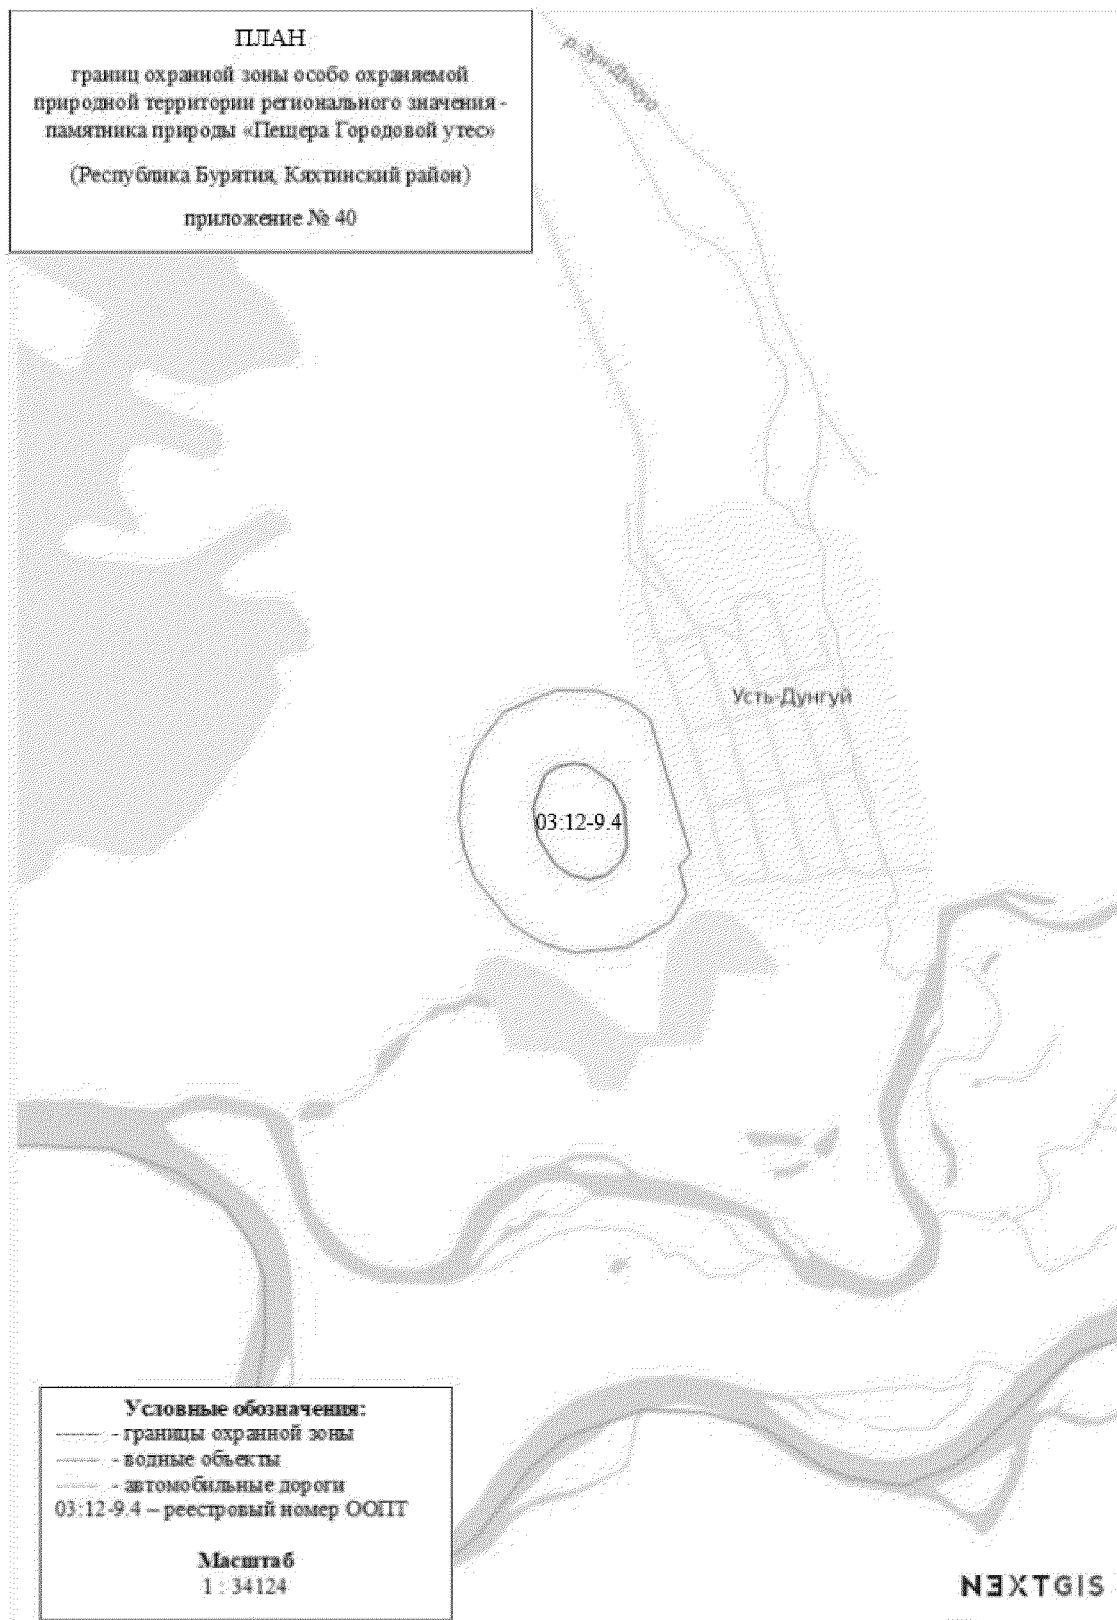 ПЛАН
границ охранной зоны особо охраняемой
природной территории регионального значения -
памятника природы «Пещера Городовой утес»
(Республика Бурятия, Кяхтинский район)
приложение № 40
Усть-Дунгуй
03:12-9.4
Условные обозначения:
- границы охранной зоны
- водные объекты
- автомобильные дороги
03:12-9.4 – реестровый номер ООПТ
Масштаб
1 : 34124
NEXTGIS